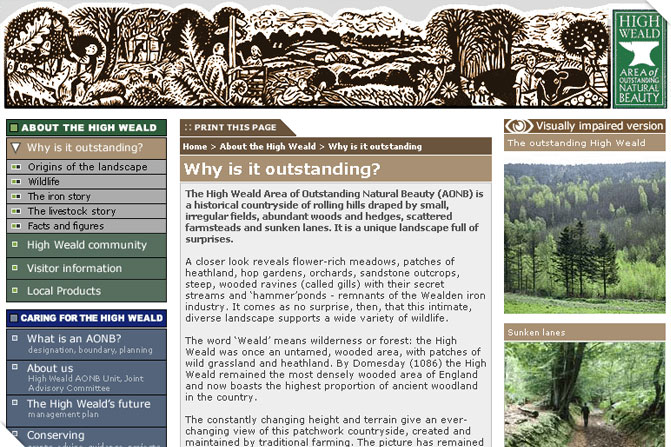 HIGH
WEALD
AREA of
OUTSTANDING
NATURAL
BEAUTY
ABOUT THE HIGH WEALD
Why is it outstanding?
Origins of the landscape
Wildlife
The iron story
The livestock story
Facts and figures
High Weald community
Visitor information
Local Products
CARING FOR THE HIGH WEALD
What is an AONB?
designation, boundary, planning
About us
High Weald AONB Unit, Joint
Advisory Committee
The High Weald's future
management plan
Conserving
:: PRINT THIS PAGE
Home > About the High Weald > Why is it outstanding
Why is it outstanding?
The High Weald Area of Outstanding Natural Beauty (AONB) is
a historical countryside of rolling hills draped by small,
irregular fields, abundant woods and hedges, scattered
farmsteads and sunken lanes. It is a unique landscape full of
surprises.
A closer look reveals flower-rich meadows, patches of
heathland, hop gardens, orchards, sandstone outcrops,
steep, wooded ravines (called gills) with their secret
streams and 'hammer'ponds - remnants of the Wealden iron
industry. It comes as no surprise, then, that this intimate,
diverse landscape supports a wide variety of wildlife.
The word 'Weald' means wilderness or forest: the High
Weald was once an untamed, wooded area, with patches of
wild grassland and heathland. By Domesday (1086) the High
Weald remained the most densely wooded area of England
and now boasts the highest proportion of ancient woodland
in the country.
The constantly changing height and terrain give an ever-
changing view of this patchwork countryside, created and
maintained by traditional farming. The picture has remained
Visually impaired version
The outstanding High Weald
Sunken lanes